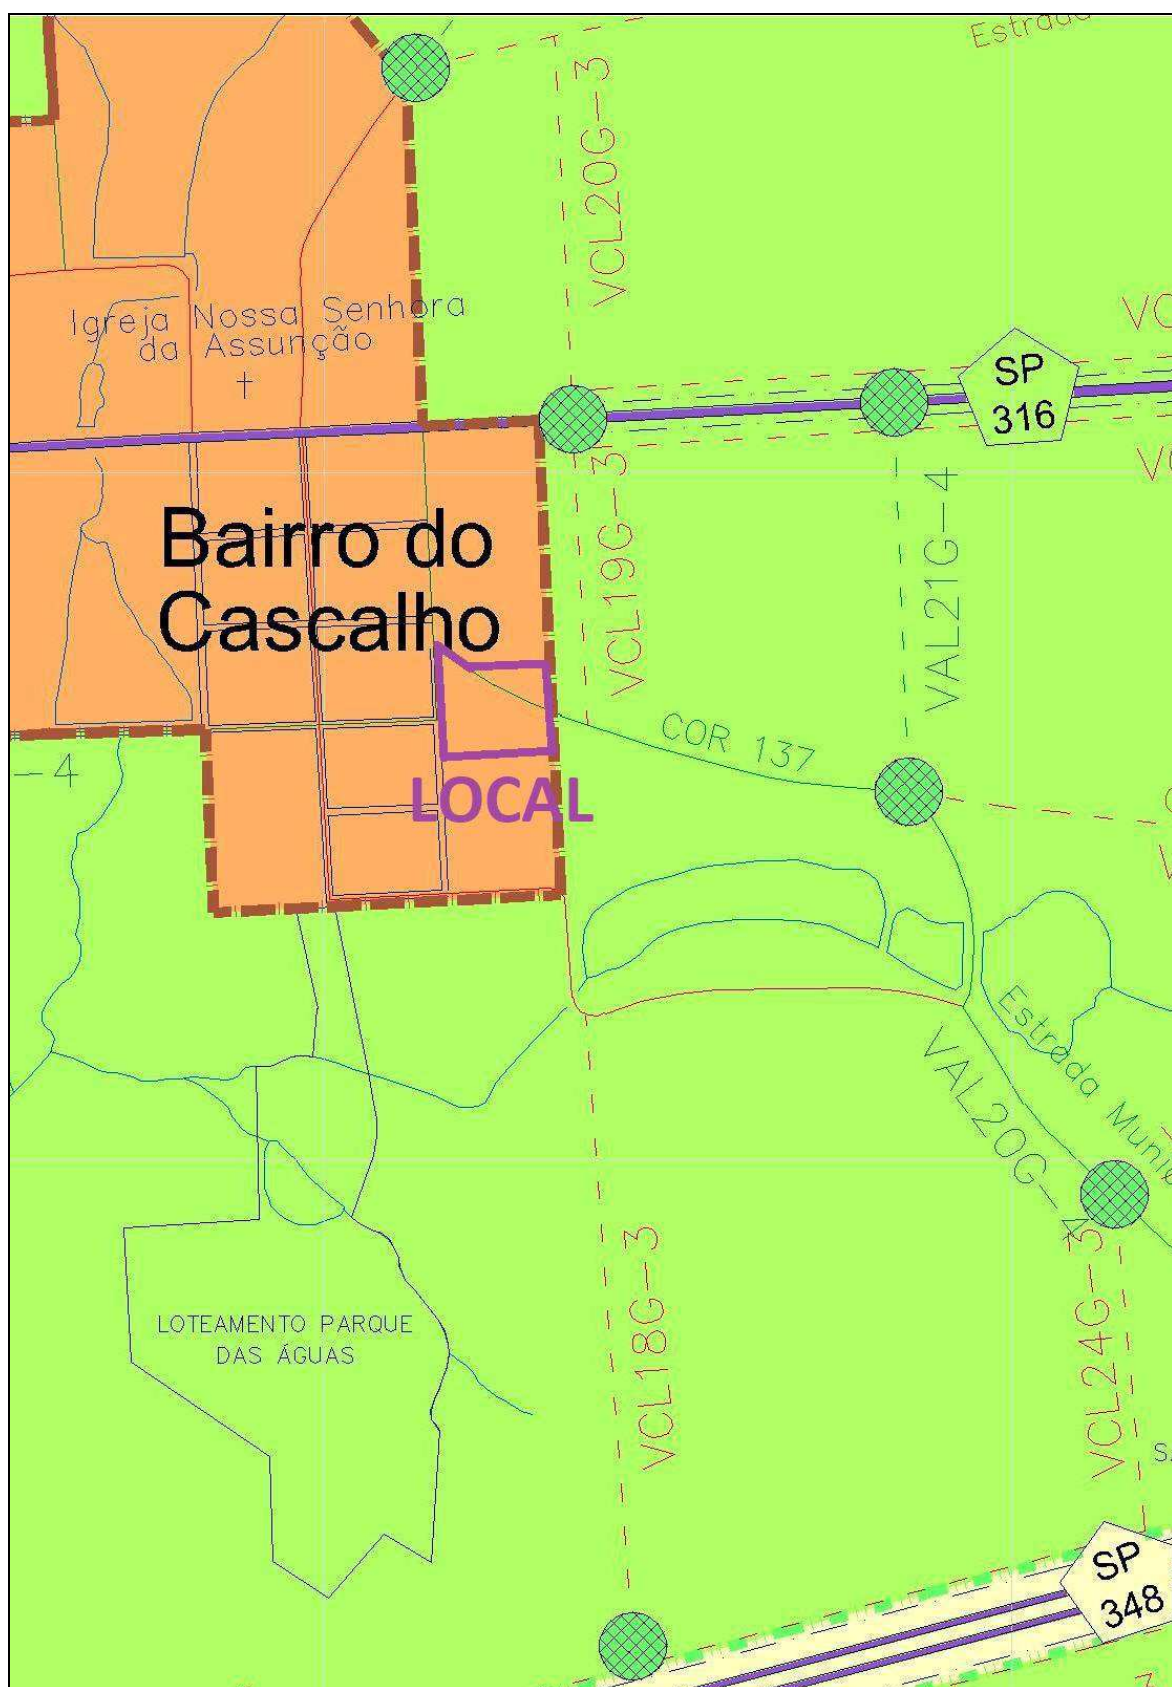 Estrada
VCL20G-3
Igreja Nossa Senhora
da Assunção
SP
316
Bairro do
Cascalho
VCL19G-3
VAL21G-4
COR 137
LOCAL
-4
Estrada
VAL20G-4
LOTEAMENTO PARQUE
DAS ÁGUAS
VCL18G-3
VCL24G-3
SP
348